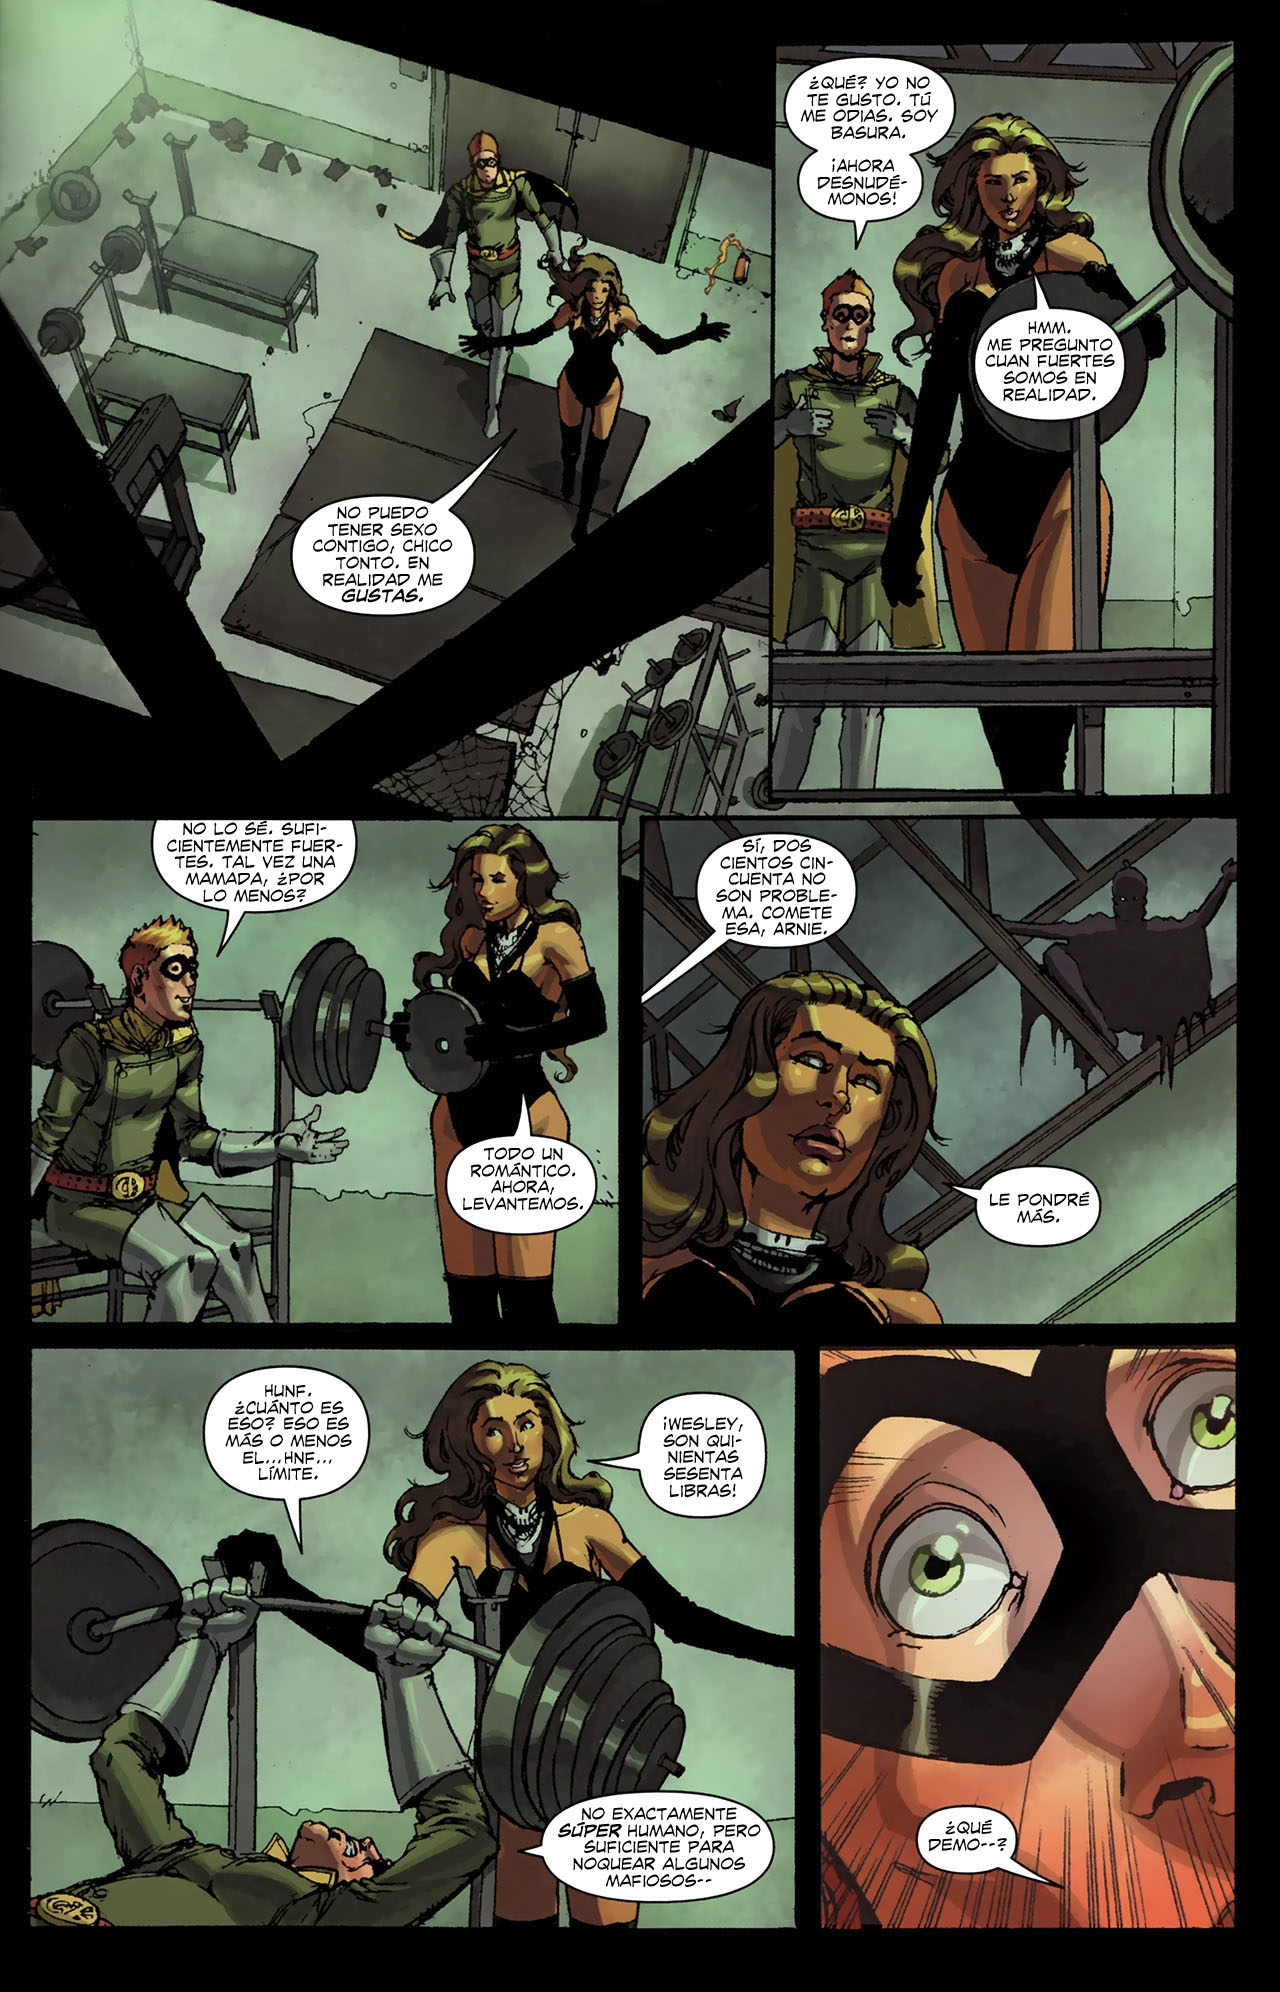 NO PUEDO
TENER SEXO
CONTIGO, CHICO
TONTO. EN
REALIDAD ME
GUSTAS.
¿QUÉ? YO NO
TE GUSTO. TÚ
ME ODIAS. SOY
BASURA.
¡AHORA
DESNUDÉ-
MONOS!
HMM.
ME PREGUNTO
CUAN FUERTES
SOMOS EN
REALIDAD.
NO LO SÉ. SUFI-
CIENTEMENTE FUER-
TES. TAL VEZ UNA
MAMADA, ¿POR
LO MENOS?
TODO UN
ROMÁNTICO.
AHORA,
LEVANTEMOS.
SÍ, DOS
CIENTOS CIN-
CUENTA NO
SON PROBLE-
MA. COMETE
ESA, ARNIE.
LE PONDRÉ
MÁS.
HUNF.
¿CUÁNTO ES
ESO? ESO ES
MÁS O MENOS
EL...HNF...
LÍMITE.
¡WESLEY,
SON QUI-
NIENTAS
SESENTA
LIBRAS!
NO EXACTAMENTE
SÚPER HUMANO, PERO
SUFICIENTE PARA
NOQUEAR ALGUNOS
MAFIOSOS--
¿QUÉ
DEMO--?